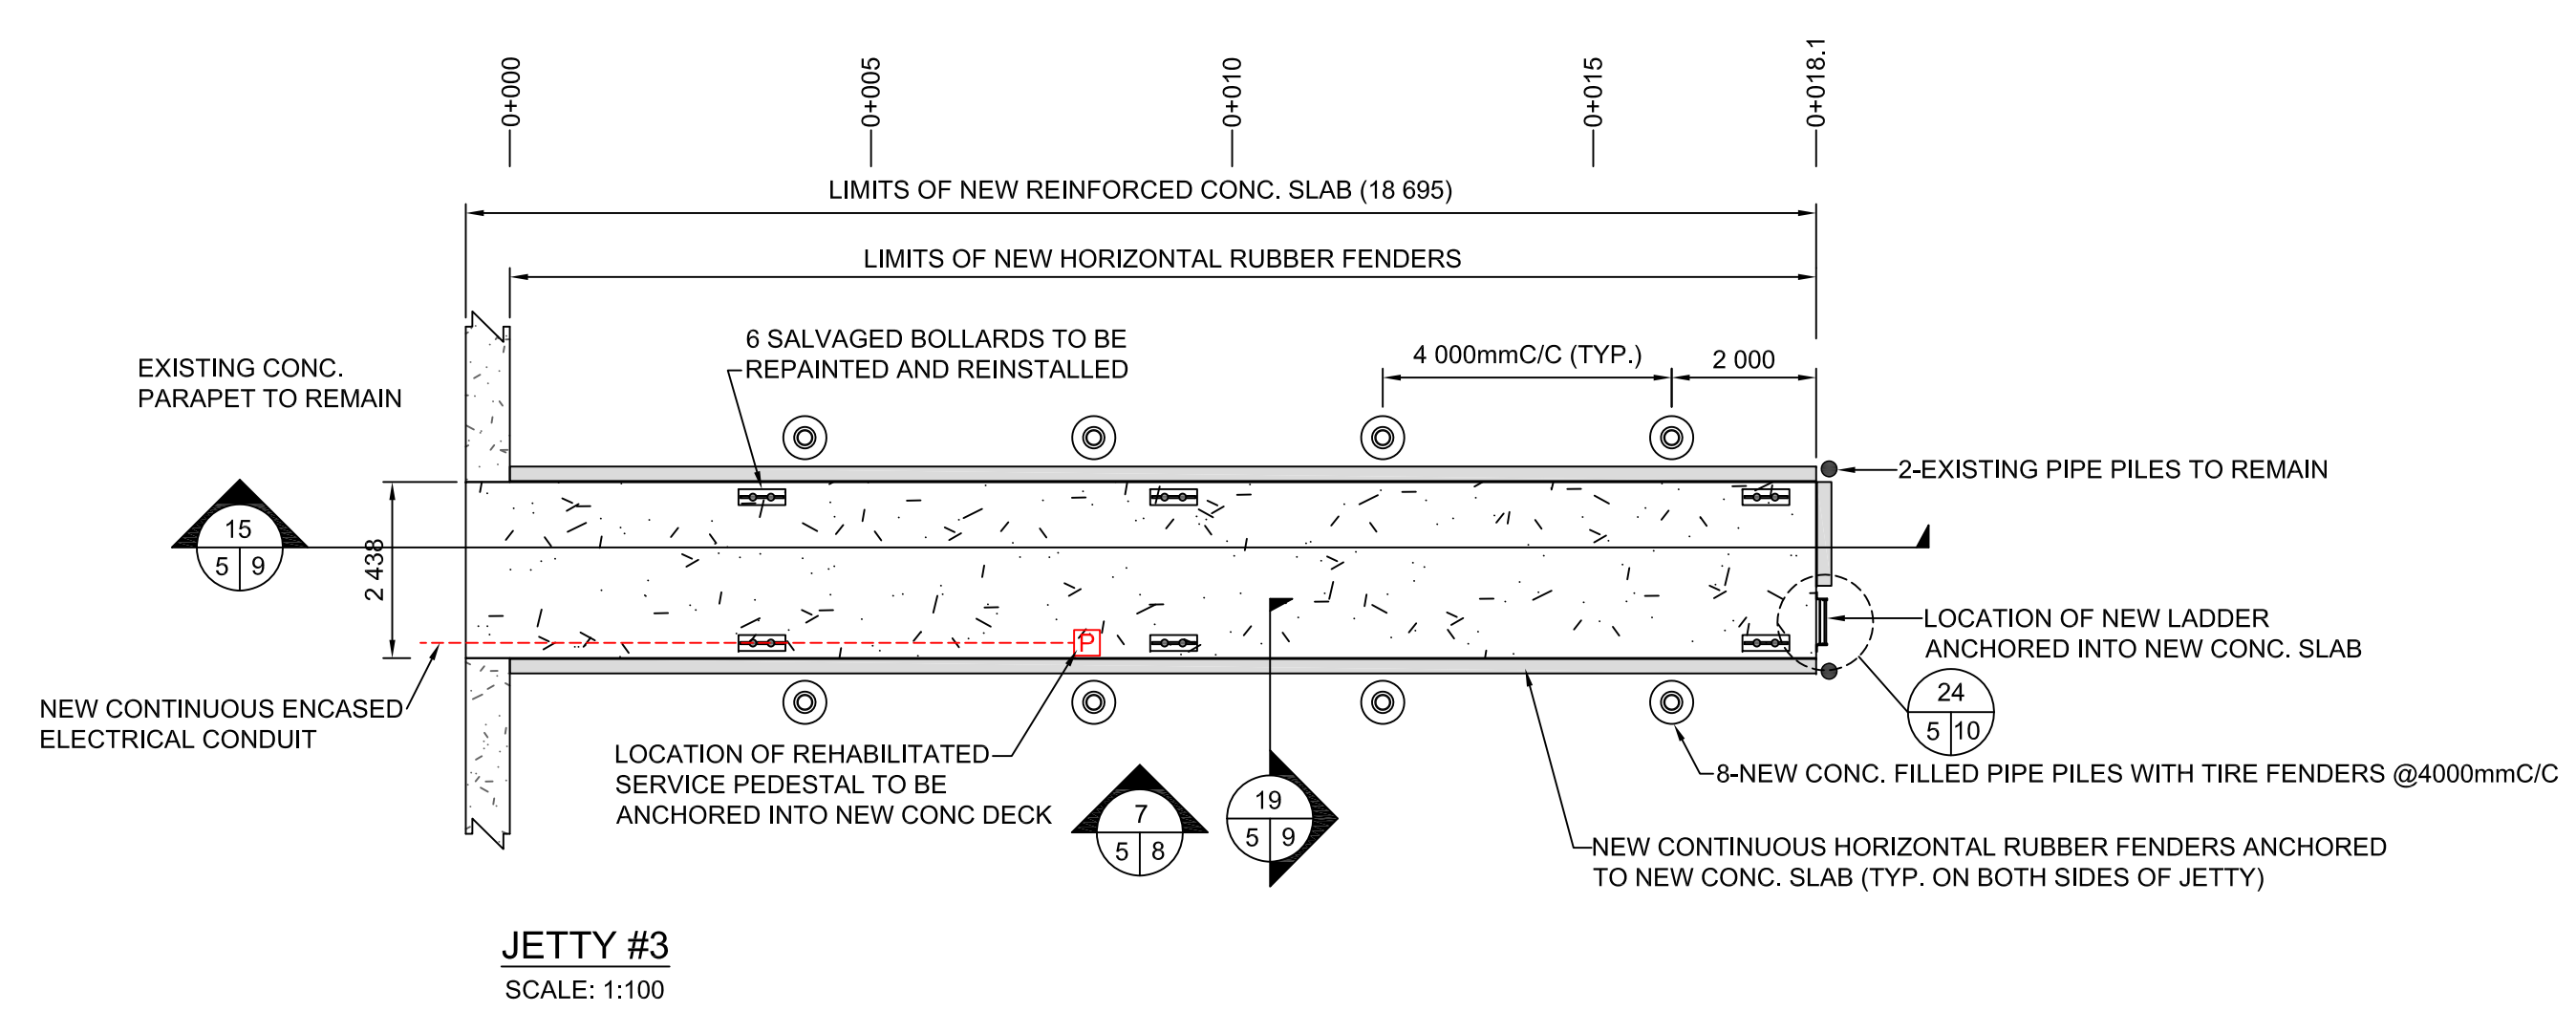 0+000
0+005
0+010
0+015
0+018.1
LIMITS OF NEW REINFORCED CONC. SLAB (18 695)
LIMITS OF NEW HORIZONTAL RUBBER FENDERS
6 SALVAGED BOLLARDS TO BE
REPAINTED AND REINSTALLED
4 000mmC/C (TYP.)
2 000
EXISTING CONC.
PARAPET TO REMAIN
2-EXISTING PIPE PILES TO REMAIN
15
5 9
2 438
P
LOCATION OF NEW LADDER
ANCHORED INTO NEW CONC. SLAB
24
5 10
NEW CONTINUOUS ENCASED
ELECTRICAL CONDUIT
LOCATION OF REHABILITATED
SERVICE PEDESTAL TO BE
ANCHORED INTO NEW CONC DECK
7
5 8
19
5 9
8-NEW CONC. FILLED PIPE PILES WITH TIRE FENDERS @4000mmC/C
NEW CONTINUOUS HORIZONTAL RUBBER FENDERS ANCHORED
TO NEW CONC. SLAB (TYP. ON BOTH SIDES OF JETTY)
JETTY #3
SCALE: 1:100